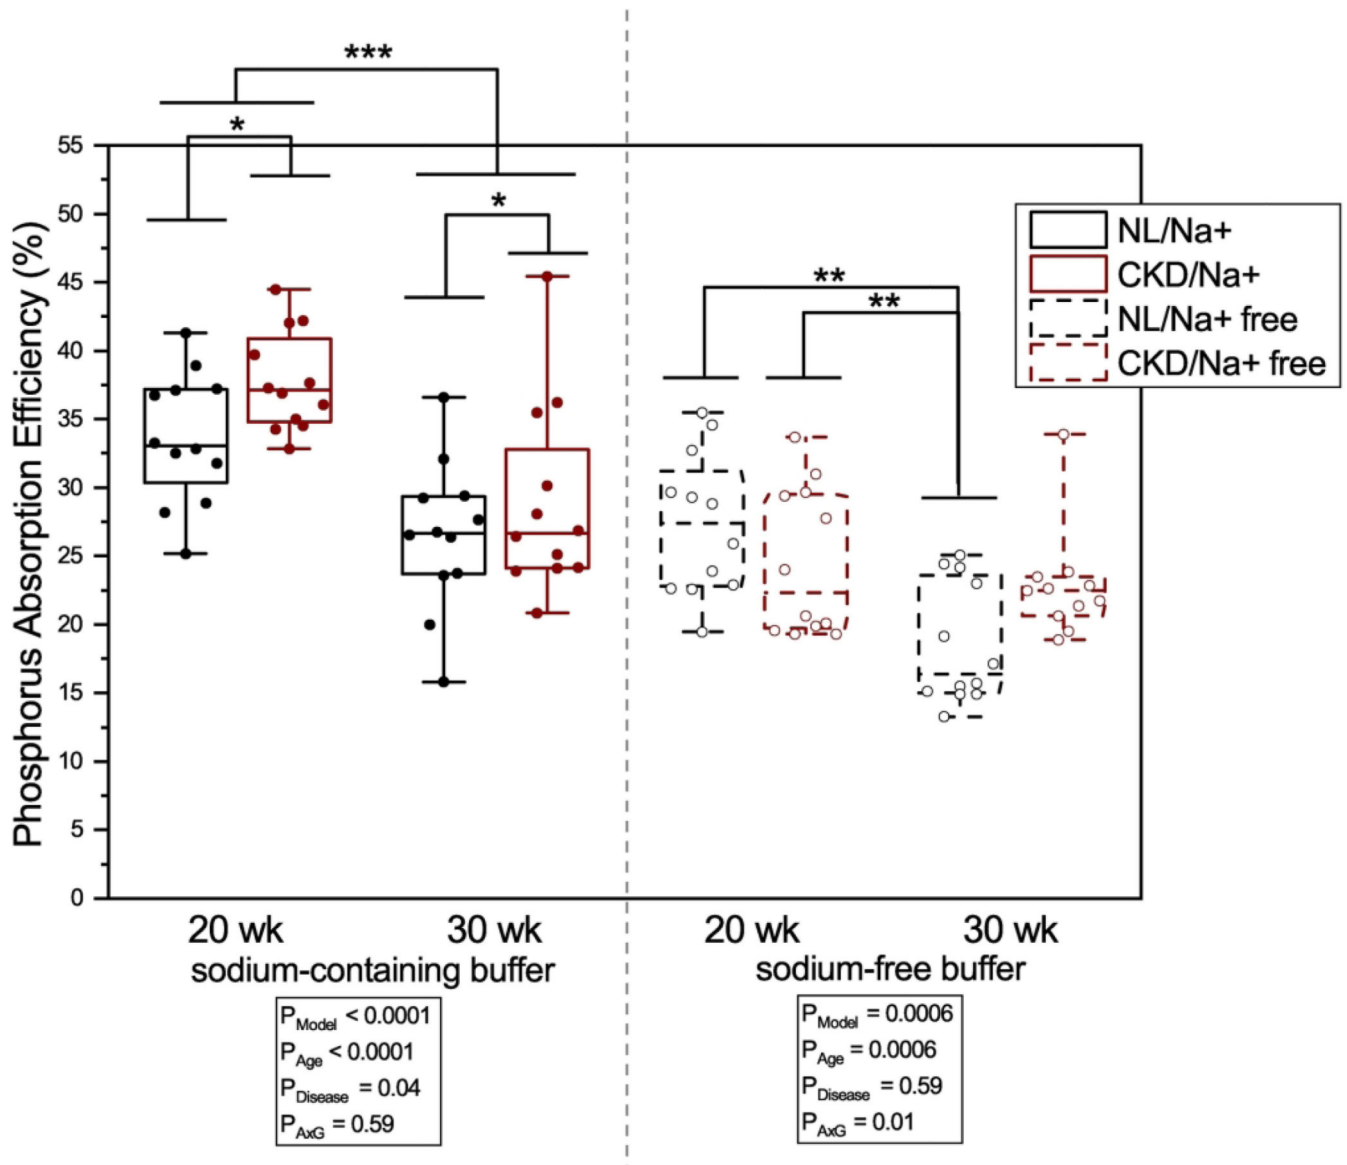 ***
*
*
**
**
Phosphorus Absorption Efficiency (%)
55
50
45
40
35
30
25
20
15
10
5
0
NL/Na+
CKD/Na+
NL/Na+ free
CKD/Na+ free
20 wk 30 wk 20 wk 30 wk
sodium-containing buffer sodium-free buffer
PModel < 0.0001
PAge < 0.0001
PDisease = 0.04
PAxG = 0.59
PModel = 0.0006
PAge = 0.0006
PDisease = 0.59
PAxG = 0.01